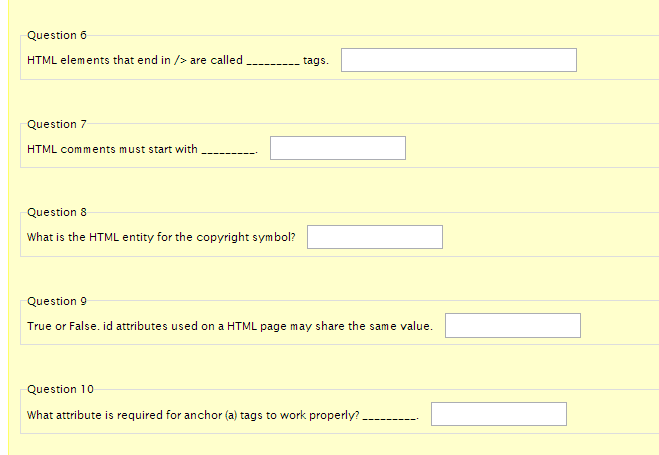 Question 6
HTML elements that end in /> are called _________ tags.
Question 7
HTML comments must start with _________.
Question 8
What is the HTML entity for the copyright symbol?
Question 9
True or False. id attributes used on a HTML page may share the same value.
Question 10
What attribute is required for anchor (a) tags to work properly? _________.